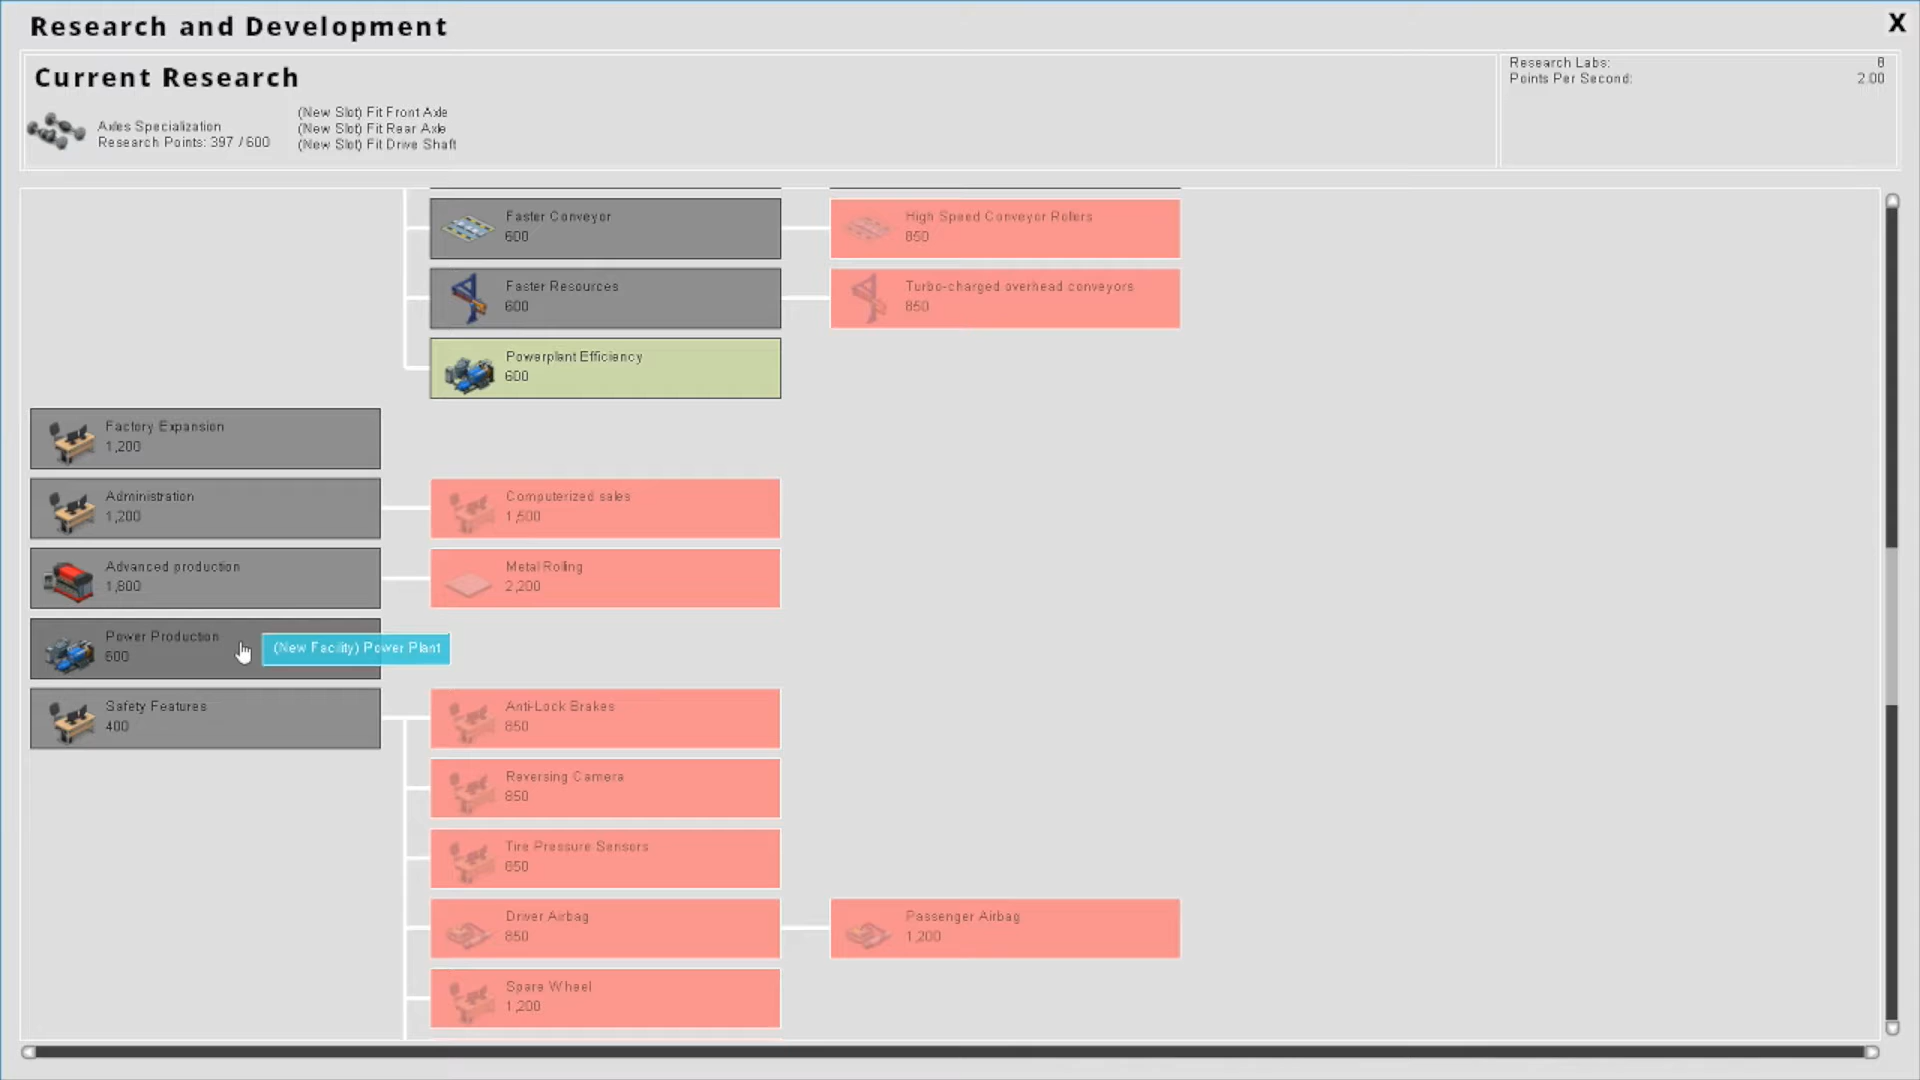 Research and Development
X
Current Research
Axles Specialization
Research Points: 397 / 600
(New Slot) Fit Front Axle
(New Slot) Fit Rear Axle
(New Slot) Fit Drive Shaft
Research Labs: 8
Points Per Second: 2.00
Faster Conveyor
600
High Speed Conveyor Rollers
850
Faster Resources
600
Turbo-charged overhead conveyors
850
Powerplant Efficiency
600
Factory Expansion
1,200
Administration
1,200
Computerized sales
1,500
Advanced production
1,800
Metal Rolling
2,200
Power Production
600
(New Facility) Power Plant
Safety Features
400
Anti-Lock Brakes
850
Reversing Camera
850
Tire Pressure Sensors
850
Driver Airbag
850
Passenger Airbag
1,200
Spare Wheel
1,200